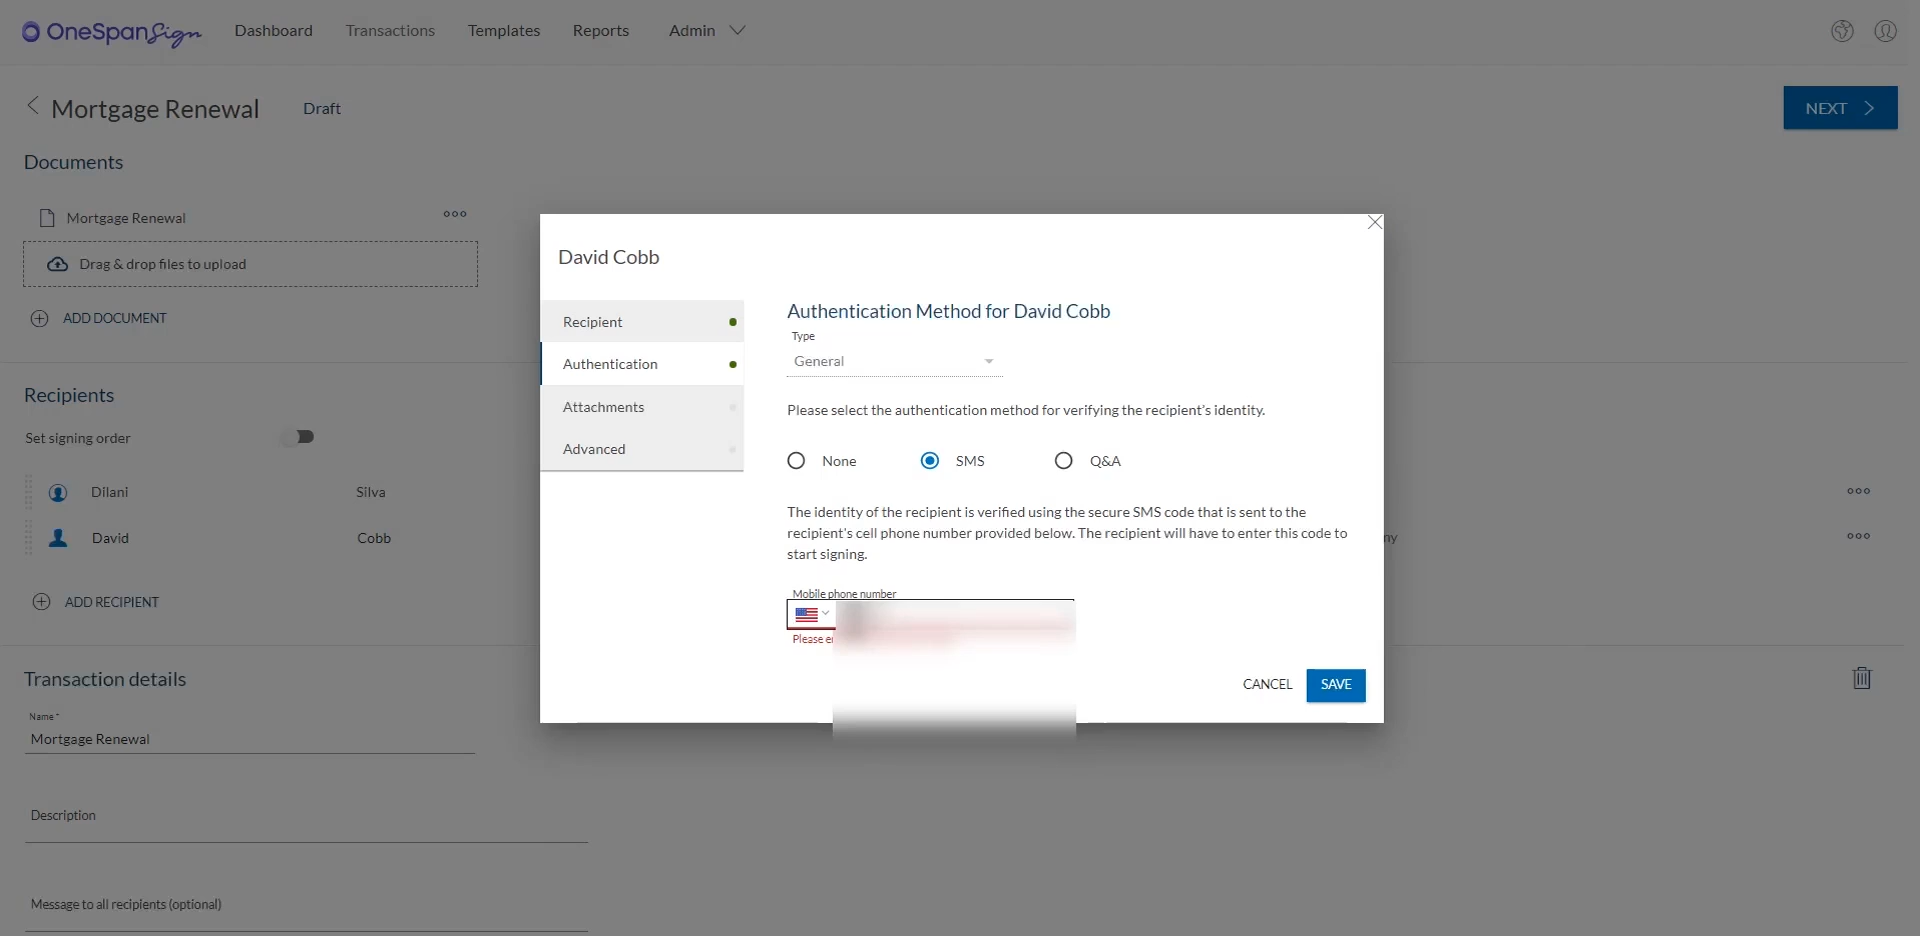 OneSpanSign Dashboard Transactions Templates Reports Admin
Mortgage Renewal Draft NEXT
Documents
Mortgage Renewal
Drag & drop files to upload
ADD DOCUMENT
Recipients
Set signing order
Dilani Silva
David Cobb
ny
ADD RECIPIENT
Transaction details
Name *
Mortgage Renewal
Description
Message to all recipients (optional)
David Cobb
Recipient
Authentication
Attachments
Advanced
Authentication Method for David Cobb
Type
General
Please select the authentication method for verifying the recipient's identity.
None SMS Q&A
The identity of the recipient is verified using the secure SMS code that is sent to the
recipient's cell phone number provided below. The recipient will have to enter this code to
start signing.
Mobile phone number
Please
CANCEL SAVE